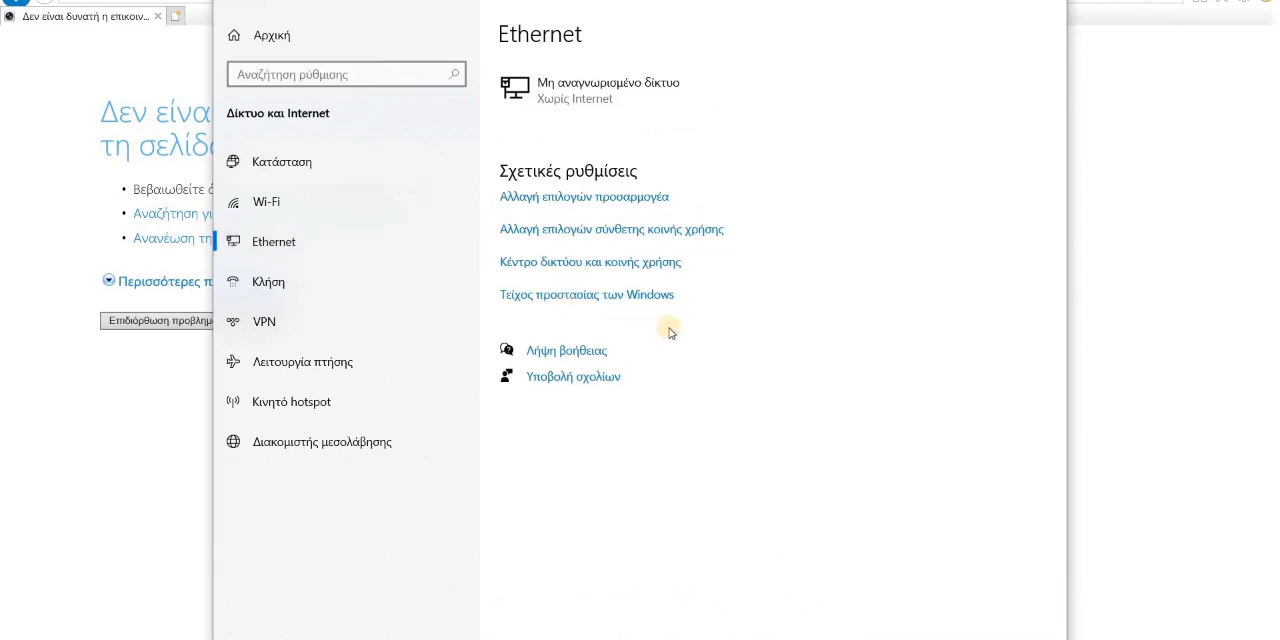 Δεν είναι δυνατή η επικοιν...
Δεν είνα
τη σελίδ
Βεβαιωθείτε
Αναζήτηση γι
Ανανέωση τη
Περισσότερες π
Επιδιόρθωση προβλημ
Αρχική
Αναζήτηση ρύθμισης
Δίκτυο και Internet
Κατάσταση
Wi-Fi
Ethernet
Κλήση
VPN
Λειτουργία πτήσης
Κινητό hotspot
Διακομιστής μεσολάβησης
Ethernet
Μη αναγνωρισμένο δίκτυο
Χωρίς Internet
Σχετικές ρυθμίσεις
Αλλαγή επιλογών προσαρμογέα
Αλλαγή επιλογών σύνθετης κοινής χρήσης
Κέντρο δικτύου και κοινής χρήσης
Τείχος προστασίας των Windows
Λήψη βοήθειας
Υποβολή σχολίων